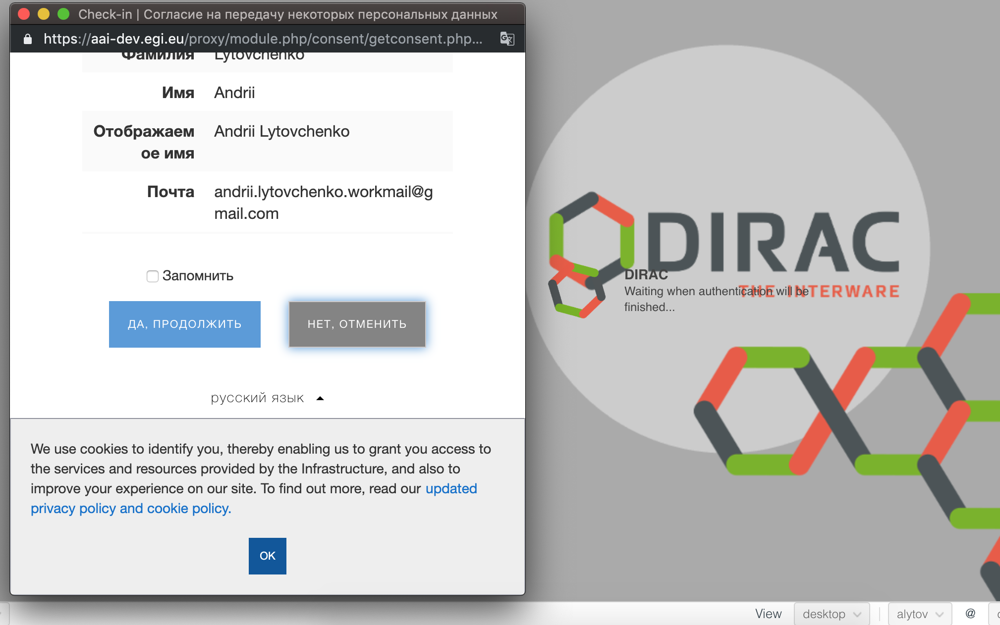 Check-in | Согласие на передачу некоторых персональных данных
https://aai-dev.egi.eu/proxy/module.php/consent/getconsent.php...
Фамилия Lytovchenko
Имя Andrii
Отображаем Andrii Lytovchenko
ое имя
Почта andrii.lytovchenko.workmail@g
mail.com
Запомнить
ДА, ПРОДОЛЖИТЬ НЕТ, ОТМЕНИТЬ
русский язык
We use cookies to identify you, thereby enabling us to grant you access to
the services and resources provided by the Infrastructure, and also to
improve your experience on our site. To find out more, read our updated
privacy policy and cookie policy.
OK
DIRAC
THE INTERWARE
DIRAC
Waiting when authentication will be
finished...
View desktop alytov @